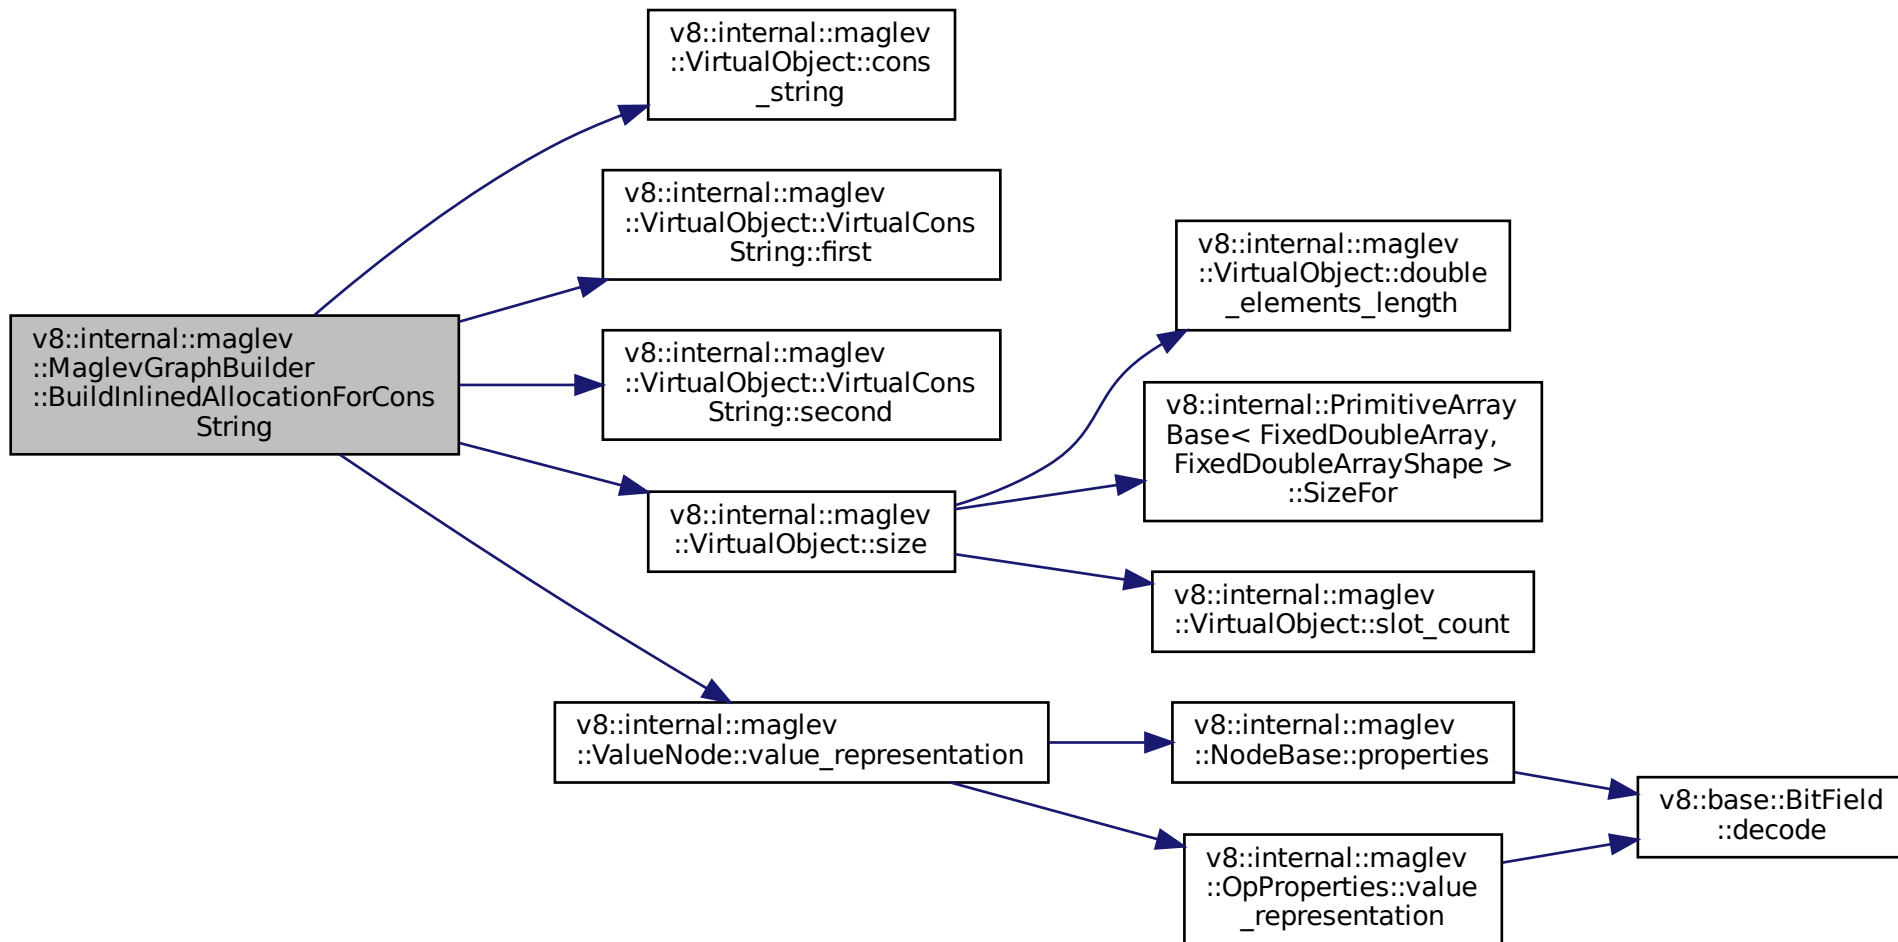 v8::internal::maglev
::MaglevGraphBuilder
::BuildInlinedAllocationForCons
String
v8::internal::maglev
::VirtualObject::cons
_string
v8::internal::maglev
::VirtualObject::VirtualCons
String::first
v8::internal::maglev
::VirtualObject::VirtualCons
String::second
v8::internal::maglev
::VirtualObject::size
v8::internal::maglev
::VirtualObject::double
_elements_length
v8::internal::PrimitiveArray
Base< FixedDoubleArray,
FixedDoubleArrayShape >
::SizeFor
v8::internal::maglev
::VirtualObject::slot_count
v8::internal::maglev
::ValueNode::value_representation
v8::internal::maglev
::NodeBase::properties
v8::internal::maglev
::OpProperties::value
_representation
v8::base::BitField
::decode